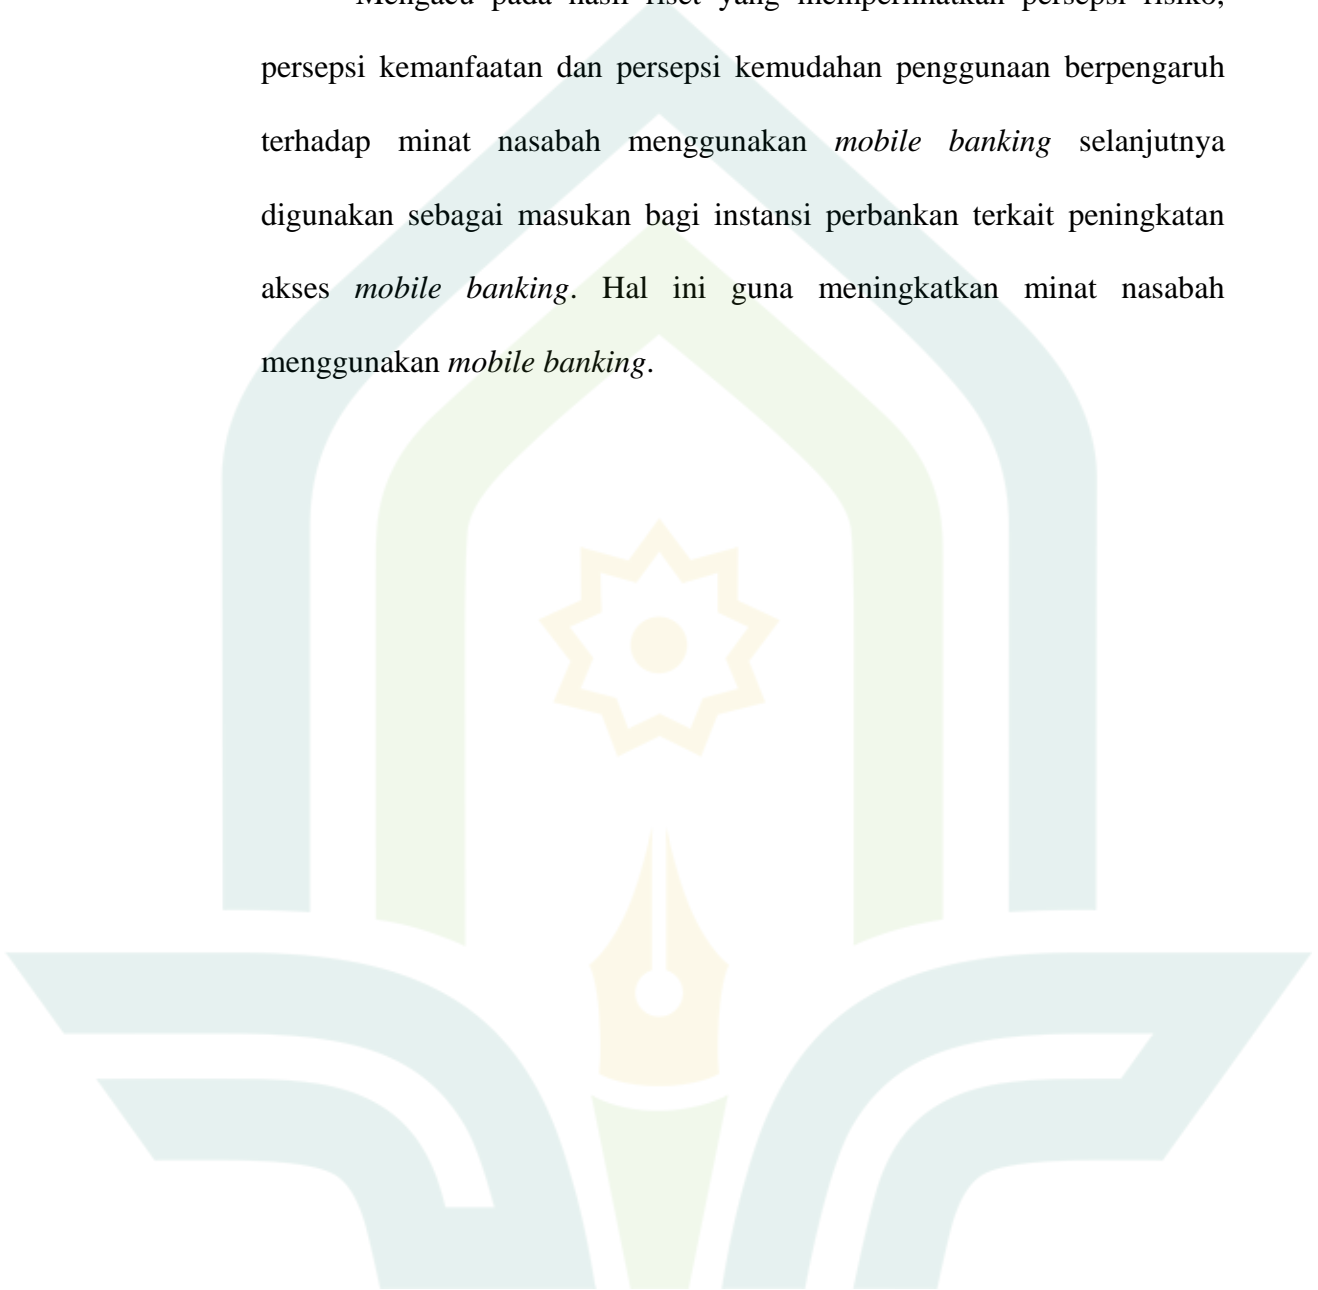 Mengacu pada hasil riset yang memperlihatkan persepsi risiko,
persepsi kemanfaatan dan persepsi kemudahan penggunaan berpengaruh
terhadap minat nasabah menggunakan mobile banking selanjutnya
digunakan sebagai masukan bagi instansi perbankan terkait peningkatan
akses mobile banking. Hal ini guna meningkatkan minat nasabah
menggunakan mobile banking.